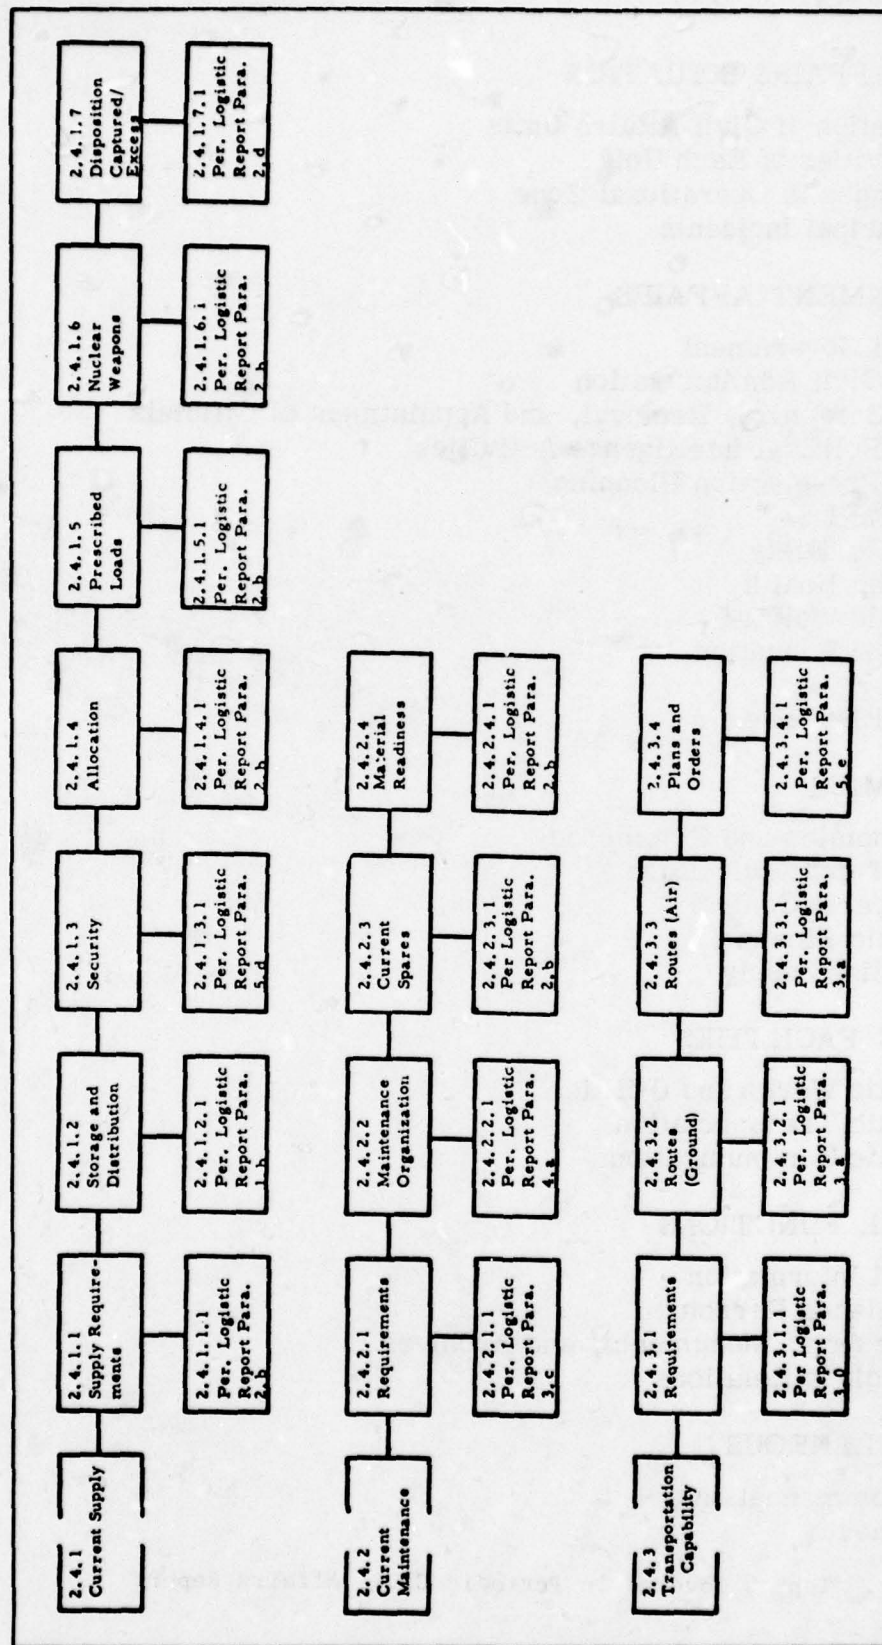 2.4.1
Current Supply
2.4.1.1
Supply Require-
ments
2.4.1.2
Storage and
Distribution
2.4.1.3
Security
2.4.1.4
Allocation
2.4.1.5
Prescribed
Loads
2.4.1.6
Nuclear
Weapons
2.4.1.7
Disposition
Captured/
Excess
2.4.1.1.1
Per. Logistic
Report Para.
2.b
2.4.1.2.1
Per. Logistic
Report Para.
1.b
2.4.1.3.1
Per. Logistic
Report Para.
5.d
2.4.1.4.1
Per. Logistic
Report Para.
2.b
2.4.1.5.1
Per. Logistic
Report Para.
2.b
2.4.1.6.1
Per. Logistic
Report Para.
2.b
2.4.1.7.1
Per. Logistic
Report Para.
2.d
2.4.2
Current
Maintenance
2.4.2.1
Requirements
2.4.2.2
Maintenance
Organization
2.4.2.3
Current
Spares
2.4.2.4
Material
Readiness
2.4.2.1.1
Per. Logistic
Report Para.
3.c
2.4.2.2.1
Per. Logistic
Report Para.
4.a
2.4.2.3.1
Per Logistic
Report Para.
2.b
2.4.2.4.1
Per. Logistic
Report Para.
2.b
2.4.3
Transportation
Capability
2.4.3.1
Requirements
2.4.3.2
Routes
(Ground)
2.4.3.3
Routes (Air)
2.4.3.4
Plans and
Orders
2.4.3.1.1
Per Logistic
Report Para.
3.b
2.4.3.2.1
Per. Logistic
Report Para.
3.a
2.4.3.3.1
Per. Logistic
Report Para.
3.a
2.4.3.4.1
Per. Logistic
Report Para.
5.e